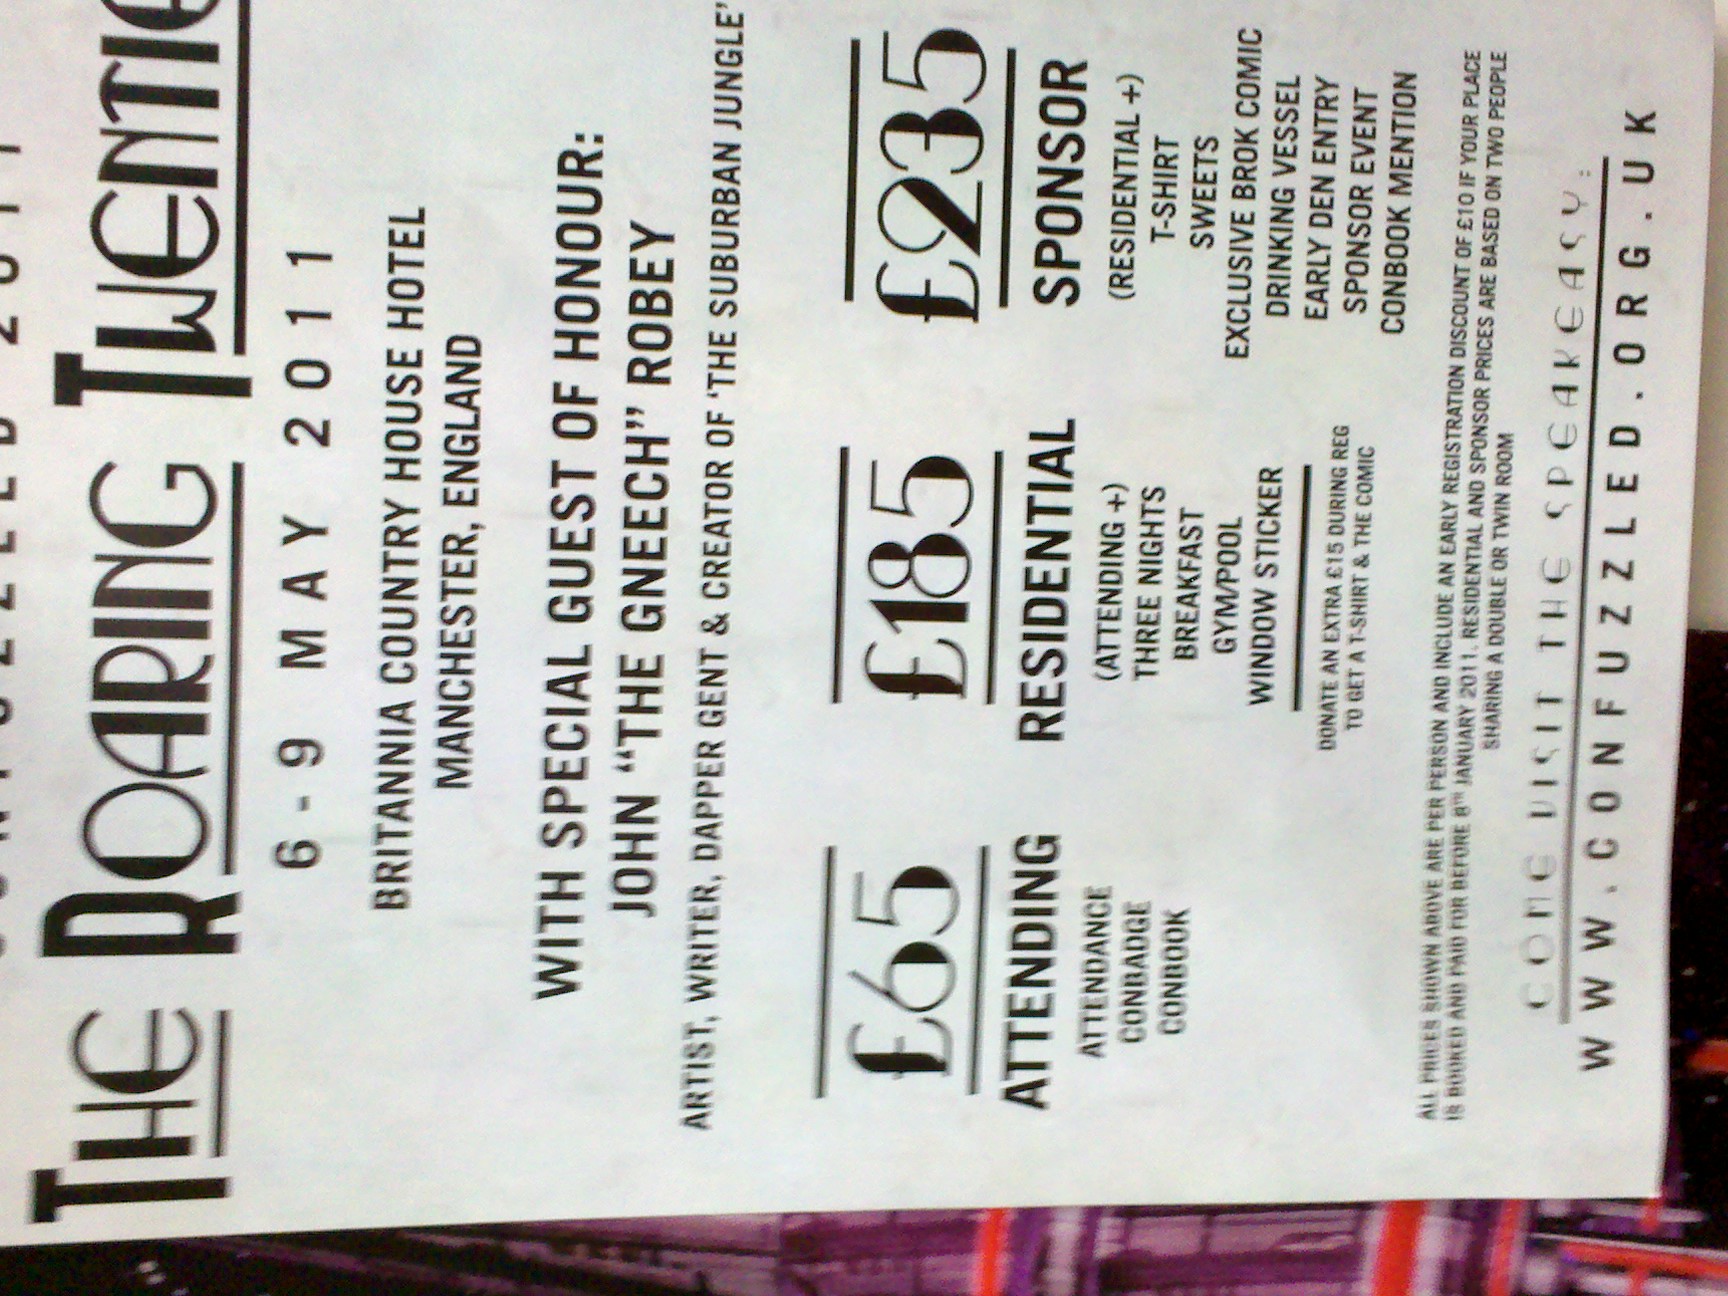 THE ROARING TWENTIE
6-9 MAY 2011
BRITANNIA COUNTRY HOUSE HOTEL
MANCHESTER, ENGLAND
WITH SPECIAL GUEST OF HONOUR:
JOHN “THE GNEECH” ROBEY
ARTIST, WRITER, DAPPER GENT & CREATOR OF ‘THE SUBURBAN JUNGLE’
£65
ATTENDING
ATTENDANCE
CONBADGE
CONBOOK
£185
RESIDENTIAL
(ATTENDING +)
THREE NIGHTS
BREAKFAST
GYM/POOL
WINDOW STICKER
DONATE AN EXTRA £15 DURING REG
TO GET A T-SHIRT & THE COMIC
£235
SPONSOR
(RESIDENTIAL +)
T-SHIRT
SWEETS
EXCLUSIVE BROK COMIC
DRINKING VESSEL
EARLY DEN ENTRY
SPONSOR EVENT
CONBOOK MENTION
ALL PRICES SHOWN ABOVE ARE PER PERSON AND INCLUDE AN EARLY REGISTRATION DISCOUNT OF £10 IF YOUR PLACE
IS BOOKED AND PAID FOR BEFORE 8TH JANUARY 2011. RESIDENTIAL AND SPONSOR PRICES ARE BASED ON TWO PEOPLE
SHARING A DOUBLE OR TWIN ROOM
COME VISIT THE SPEAKEASY:
WWW.CONFUZZLED.ORG.UK